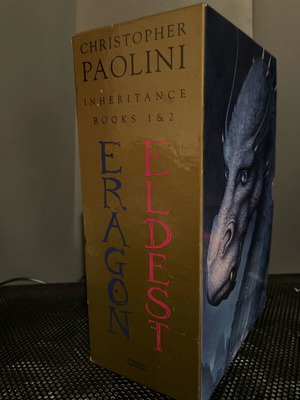 CHRISTOPHER
PAOLINI
INHERITANCE
BOOKS 1 & 2
ERAGON
ELDEST